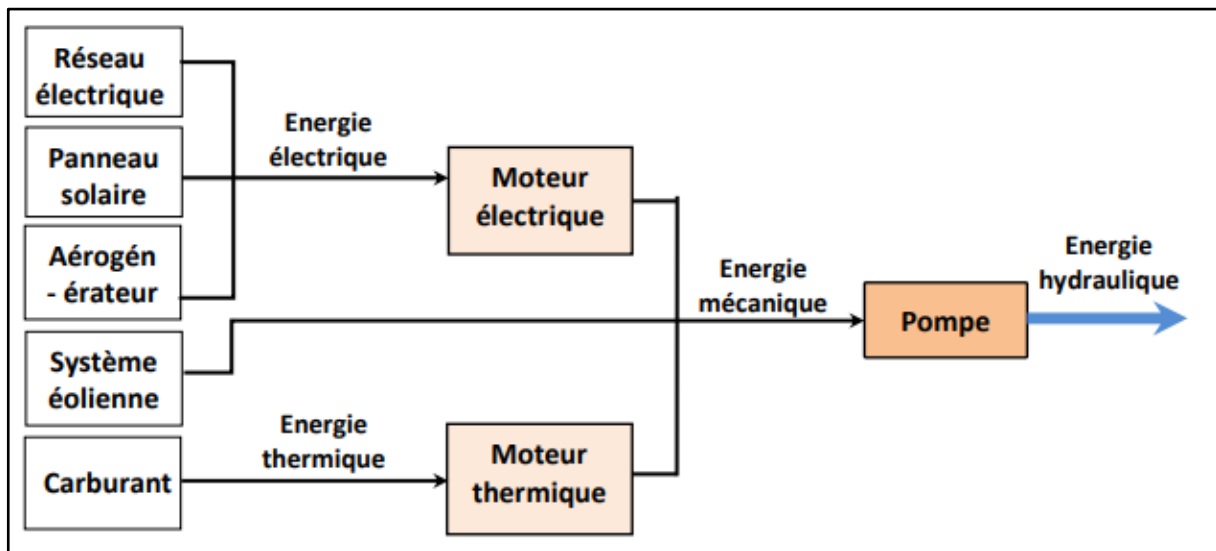 Réseau
électrique
Panneau
solaire
Aérogén
- érateur
Système
éolienne
Carburant
Energie
électrique
Energie
thermique
Moteur
électrique
Moteur
thermique
Energie
mécanique
Pompe
Energie
hydraulique